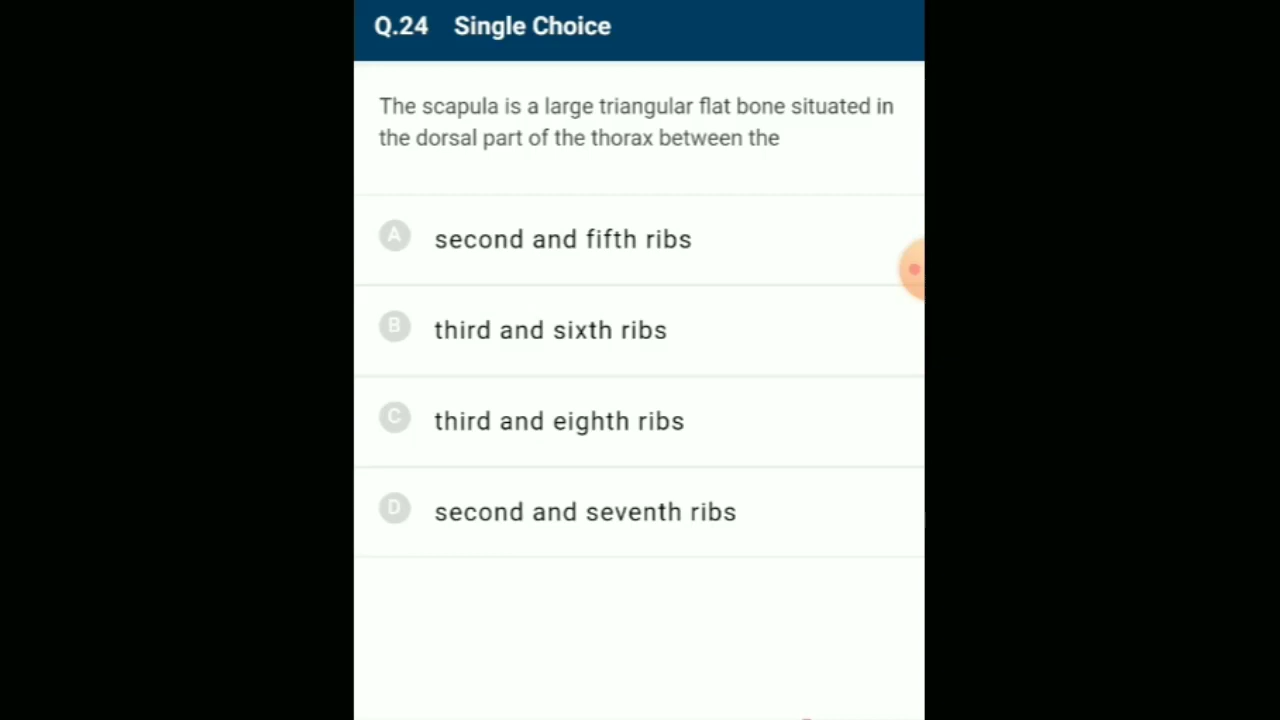 Q.24 Single Choice
The scapula is a large triangular flat bone situated in
the dorsal part of the thorax between the
A second and fifth ribs
B third and sixth ribs
C third and eighth ribs
D second and seventh ribs